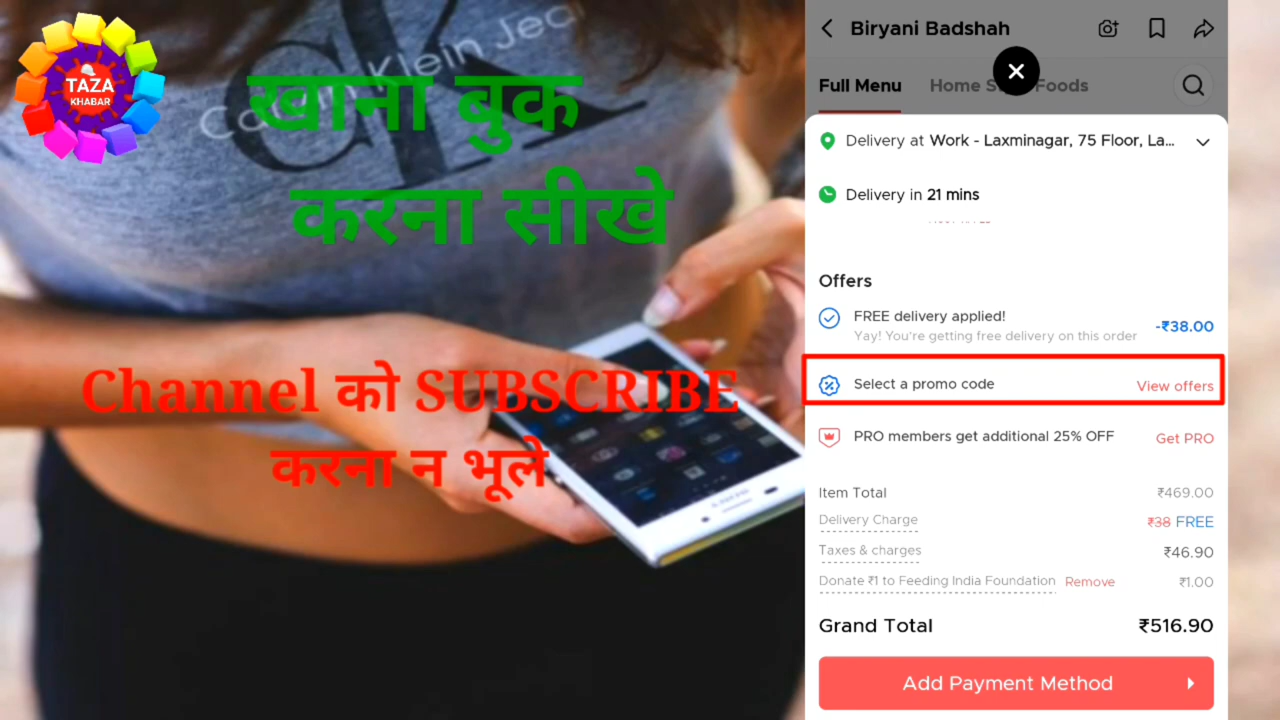 TAZA
KHABAR
Calvin Klein Jea
CK
खाना बुक
करना सीखे
Channel को SUBSCRIBE
करना न भूले
Biryani Badshah
Full Menu
Foods
Delivery at Work - Laxminagar, 75 Floor, La...
Delivery in 21 mins
Offers
FREE delivery applied!
-₹38.00
Yay! You're getting free delivery on this order
Select a promo code
View offers
PRO members get additional 25% OFF
Get PRO
Item Total
₹469.00
Delivery Charge
₹38 FREE
Taxes & charges
₹46.90
Donate ₹1 to Feeding India Foundation Remove
₹1.00
Grand Total
₹516.90
Add Payment Method